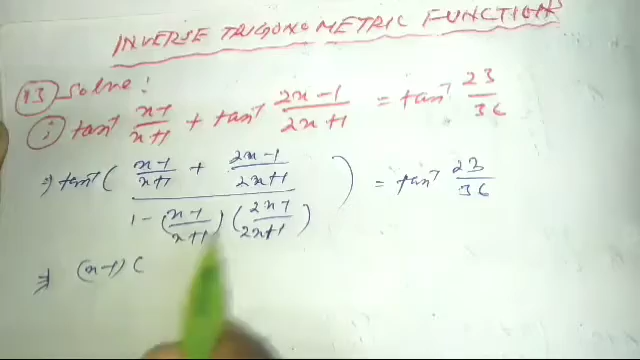 INVERSE TRIGONOMETRIC FUNCTION
13 Solve:
i) tan⁻¹ (x-1)/(x+1) + tan⁻¹ (2x-1)/(2x+1) = tan⁻¹ 23/36
⇒ tan⁻¹ ( ((x-1)/(x+1) + (2x-1)/(2x+1)) / (1 - ((x-1)/(x+1)) ((2x-1)/(2x+1))) ) = tan⁻¹ 23/36
⇒ (x-1) (